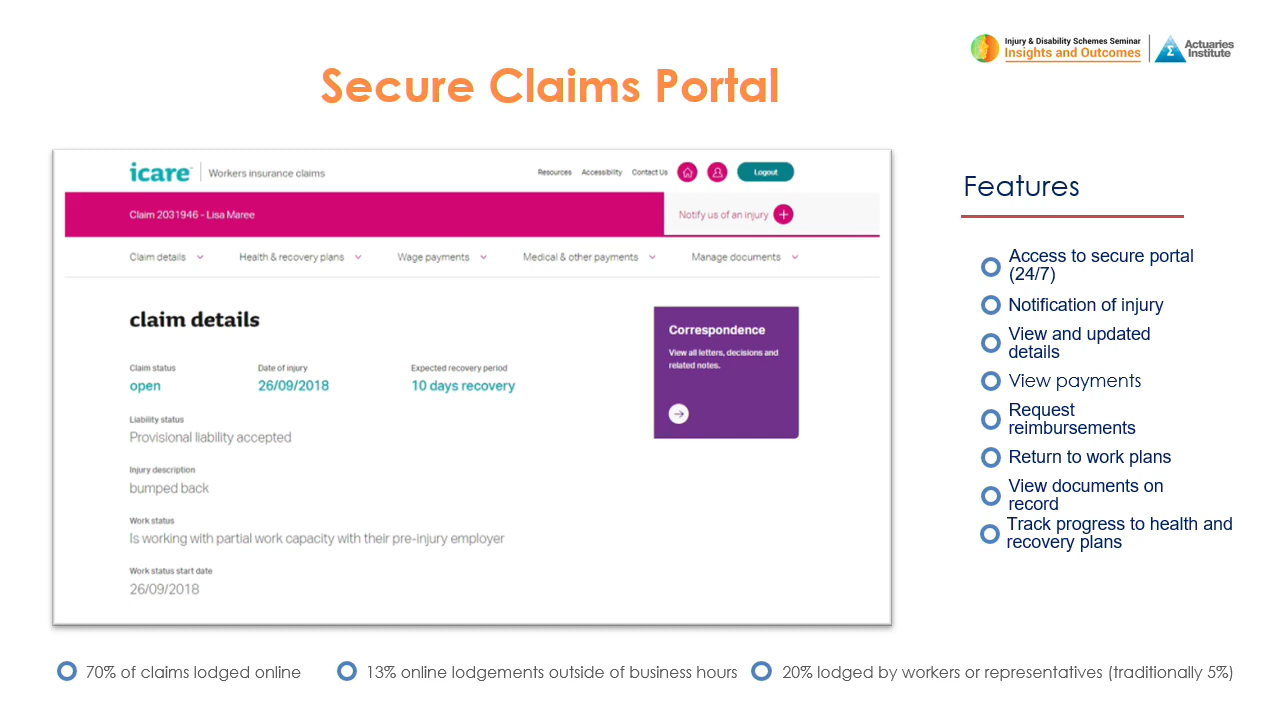 Injury & Disability Schemes Seminar
Insights and Outcomes
Actuaries
Institute
Secure Claims Portal
icare™
Workers insurance claims
Resources
Accessibility
Contact Us
Logout
Claim 2031946 - Lisa Maree
Notify us of an injury
Claim details
Health & recovery plans
Wage payments
Medical & other payments
Manage documents
claim details
Claim status
Date of injury
Expected recovery period
open
26/09/2018
10 days recovery
Liability status
Provisional liability accepted
Injury description
bumped back
Work status
Is working with partial work capacity with their pre-injury employer
Work status start date
26/09/2018
Correspondence
View all letters, decisions and
related notes.
Features
Access to secure portal
(24/7)
Notification of injury
View and updated
details
View payments
Request
reimbursements
Return to work plans
View documents on
record
Track progress to health and
recovery plans
70% of claims lodged online
13% online lodgements outside of business hours
20% lodged by workers or representatives (traditionally 5%)